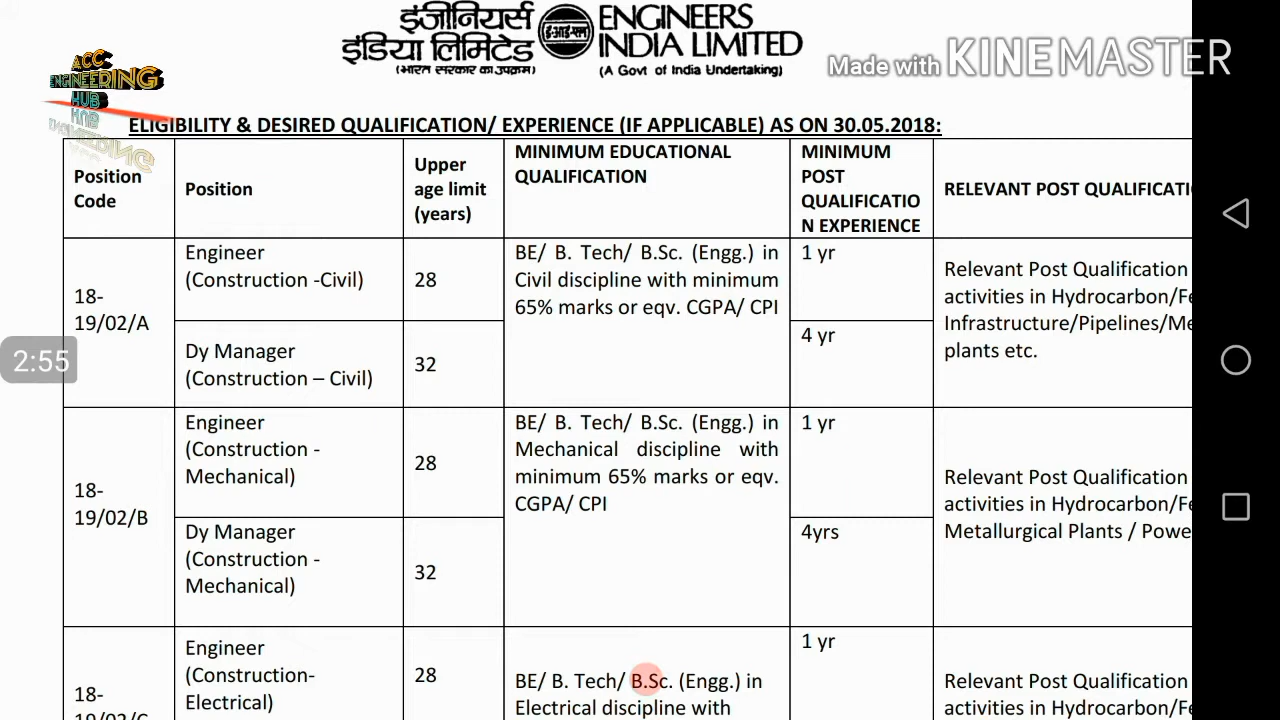 इंजीनियर्स
इंडिया लिमिटेड
(भारत सरकार का उपक्रम)
इ-आई-एल
ENGINEERS
INDIA LIMITED
(A Govt of India Undertaking)
Made with KINEMASTER
ACC
ENGINEERING
HUB
ELIGIBILITY & DESIRED QUALIFICATION/ EXPERIENCE (IF APPLICABLE) AS ON 30.05.2018:
Position
Code
Position
Upper
age limit
(years)
MINIMUM EDUCATIONAL
QUALIFICATION
MINIMUM
POST
QUALIFICATIO
N EXPERIENCE
RELEVANT POST QUALIFICATI
18-
19/02/A
Engineer
(Construction -Civil)
28
BE/ B. Tech/ B.Sc. (Engg.) in
Civil discipline with minimum
65% marks or eqv. CGPA/ CPI
1 yr
Relevant Post Qualification
activities in Hydrocarbon/Fe
Infrastructure/Pipelines/Me
plants etc.
Dy Manager
(Construction – Civil)
32
4 yr
2:55
18-
19/02/B
Engineer
(Construction -
Mechanical)
28
BE/ B. Tech/ B.Sc. (Engg.) in
Mechanical discipline with
minimum 65% marks or eqv.
CGPA/ CPI
1 yr
Relevant Post Qualification
activities in Hydrocarbon/Fe
Metallurgical Plants / Powe
Dy Manager
(Construction -
Mechanical)
32
4yrs
18-
19/02/C
Engineer
(Construction-
Electrical)
28
BE/ B. Tech/ B.Sc. (Engg.) in
Electrical discipline with
1 yr
Relevant Post Qualification
activities in Hydrocarbon/Fe